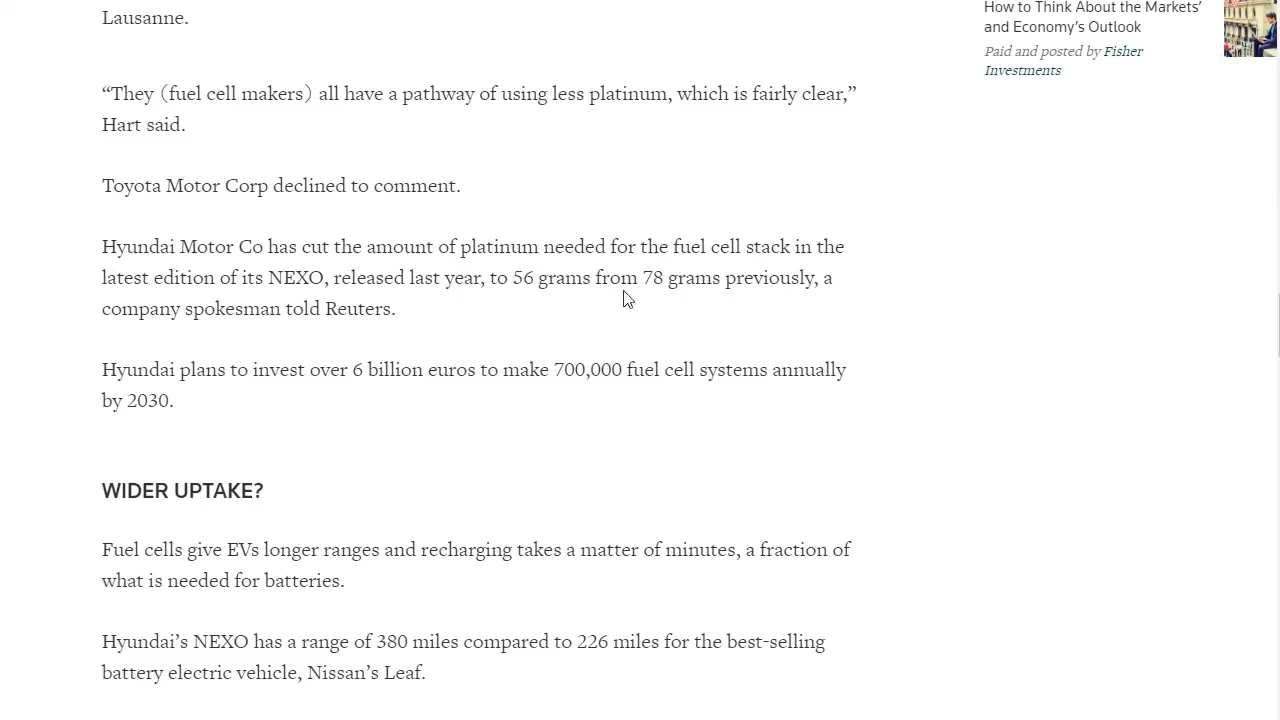 Lausanne.
“They (fuel cell makers) all have a pathway of using less platinum, which is fairly clear,”
Hart said.
Toyota Motor Corp declined to comment.
Hyundai Motor Co has cut the amount of platinum needed for the fuel cell stack in the
latest edition of its NEXO, released last year, to 56 grams from 78 grams previously, a
company spokesman told Reuters.
Hyundai plans to invest over 6 billion euros to make 700,000 fuel cell systems annually
by 2030.
WIDER UPTAKE?
Fuel cells give EVs longer ranges and recharging takes a matter of minutes, a fraction of
what is needed for batteries.
Hyundai’s NEXO has a range of 380 miles compared to 226 miles for the best-selling
battery electric vehicle, Nissan’s Leaf.
How to Think About the Markets’
and Economy’s Outlook
Paid and posted by Fisher
Investments